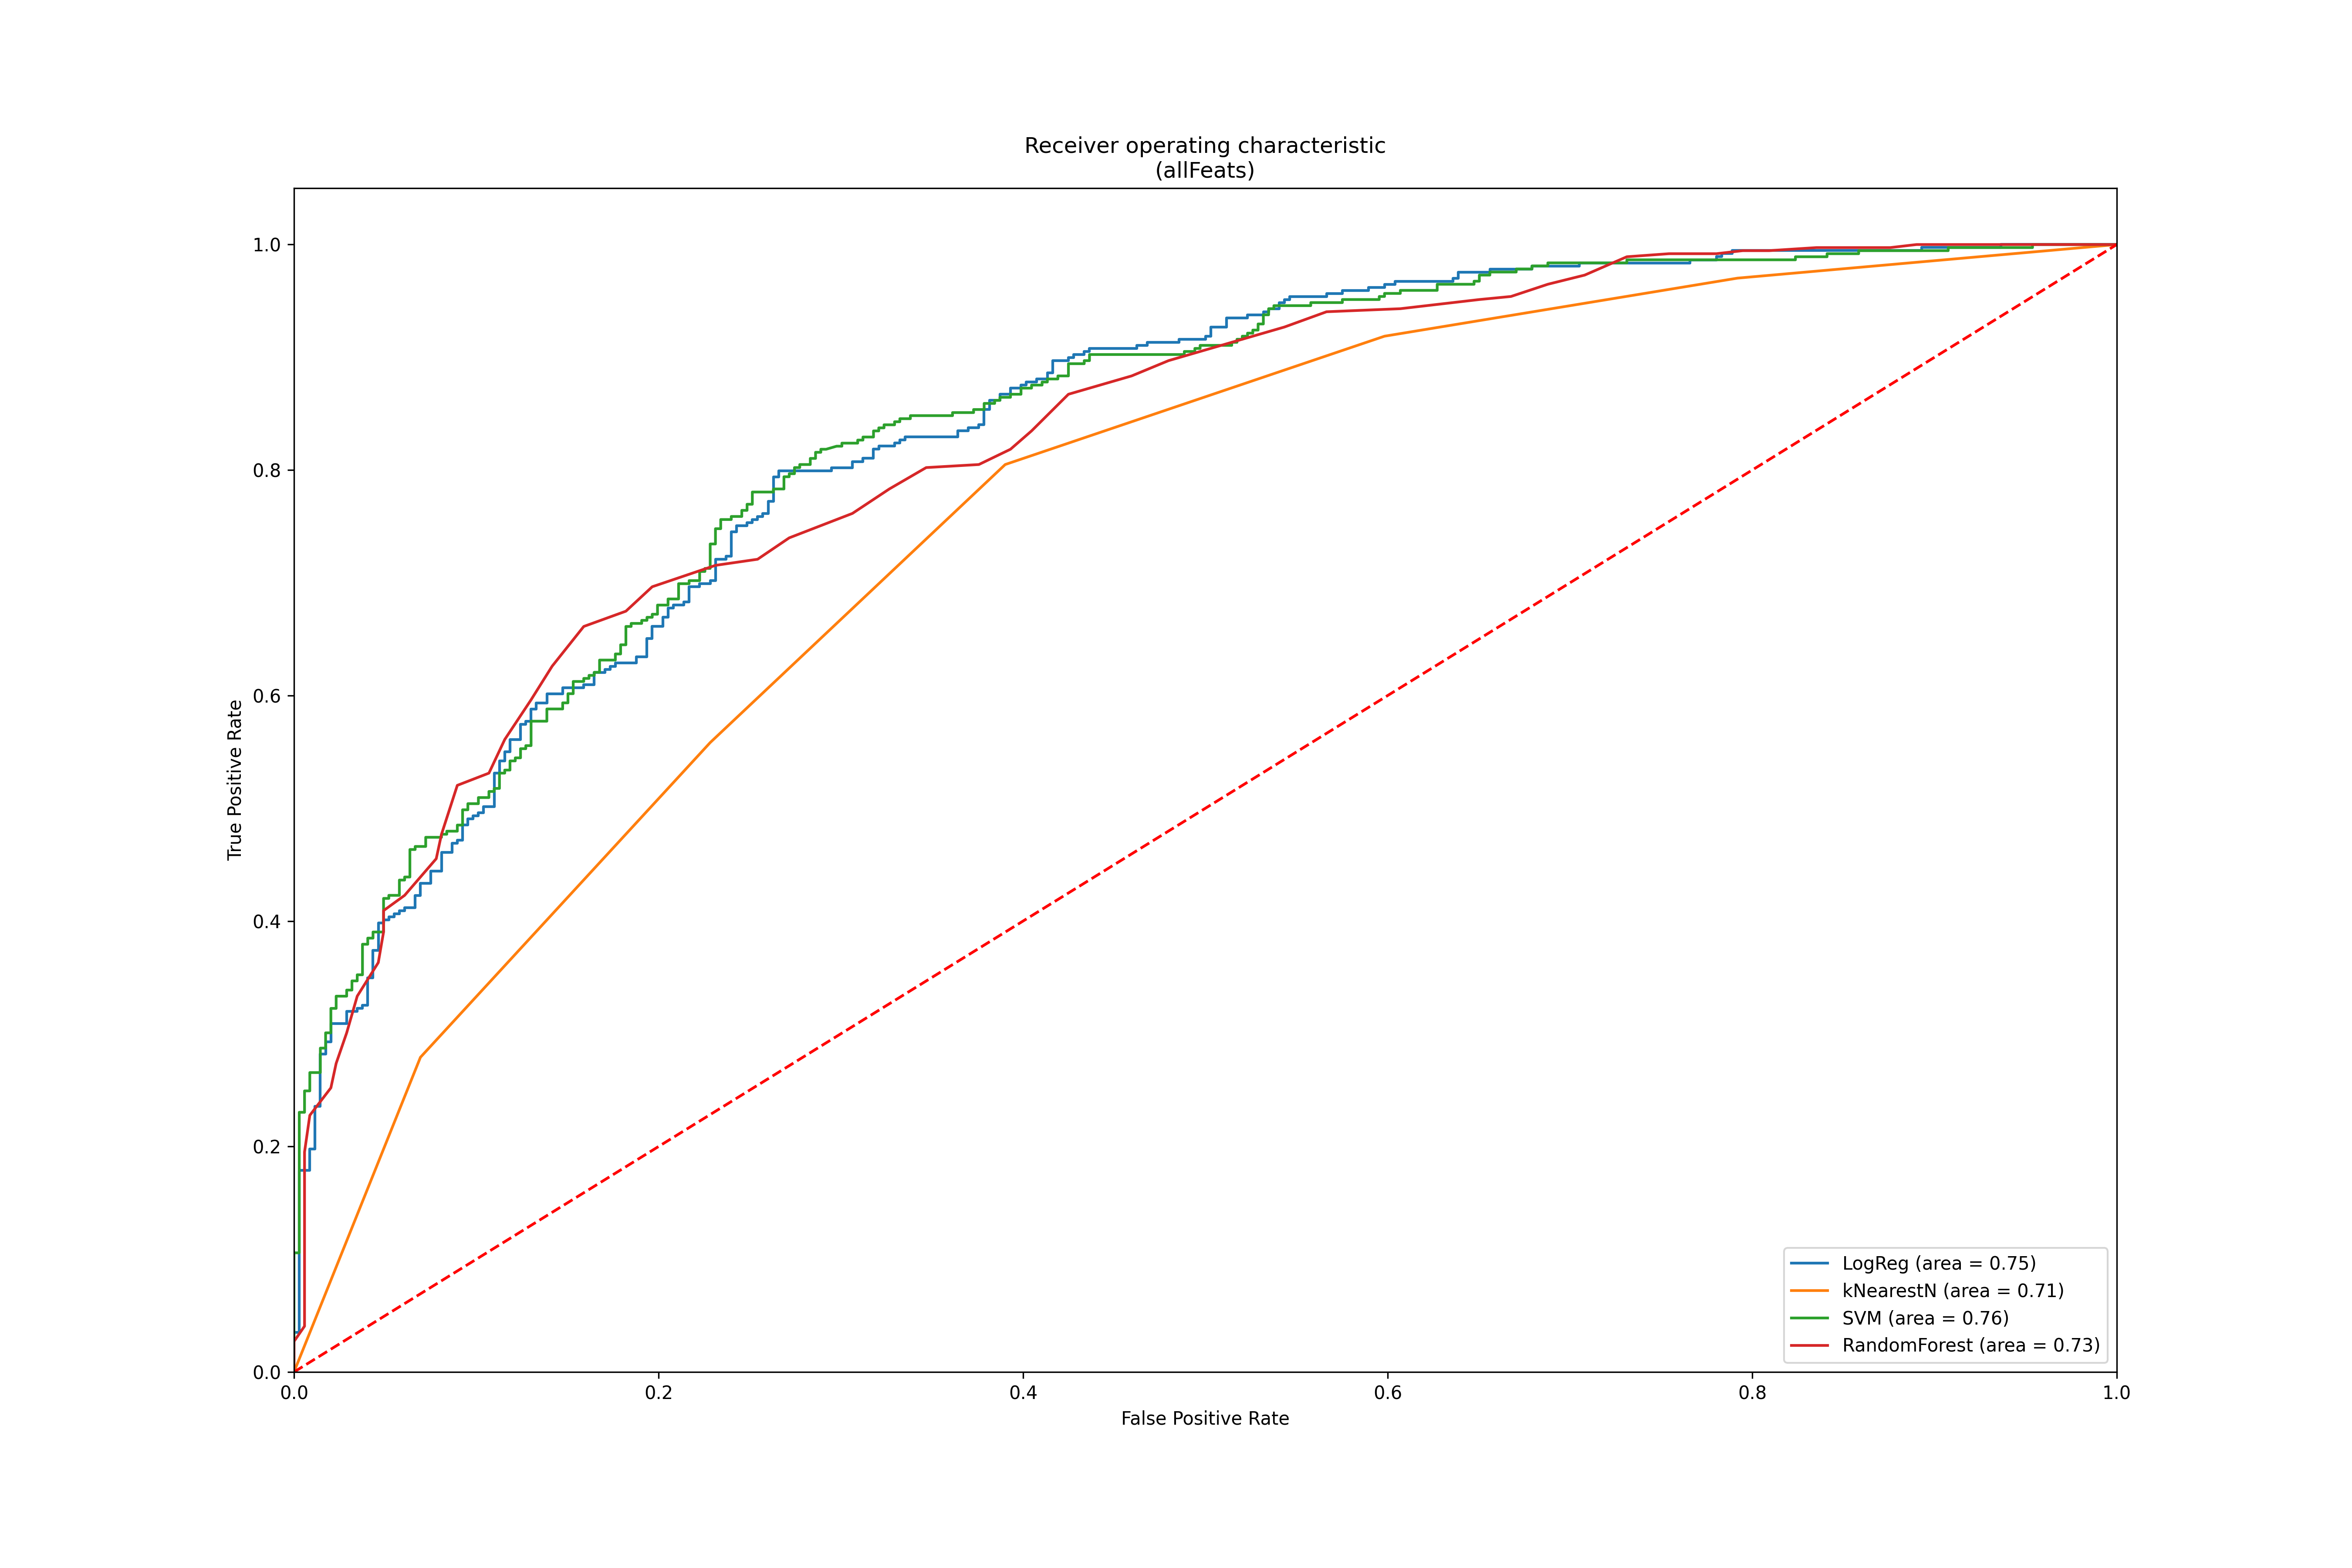 Receiver operating characteristic
(allFeats)
True Positive Rate
1.0
0.8
0.6
0.4
0.2
0.0
0.0 0.2 0.4 0.6 0.8 1.0
False Positive Rate
LogReg (area = 0.75)
kNearestN (area = 0.71)
SVM (area = 0.76)
RandomForest (area = 0.73)